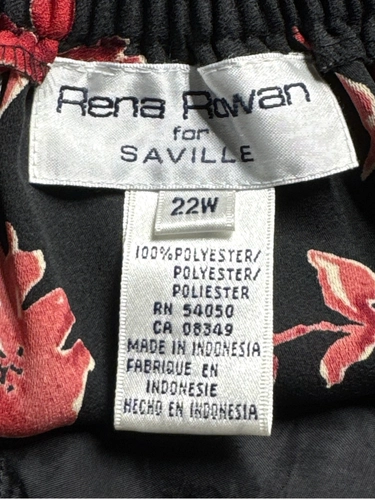 Rena Rowan
for
SAVILLE
22W
100%POLYESTER/
POLYESTER/
POLIESTER
RN 54050
CA 08349
MADE IN INDONESIA
FABRIQUE EN
INDONESIE
HECHO EN INDONESIA